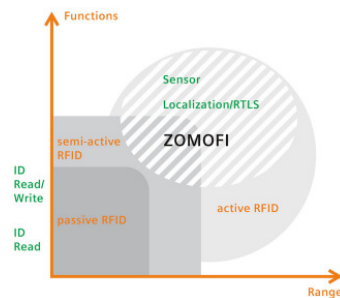 Functions
Sensor
Localization/RTLS
semi-active
RFID
ZOMOFI
ID
Read/
Write
passive RFID
active RFID
ID
Read
Range